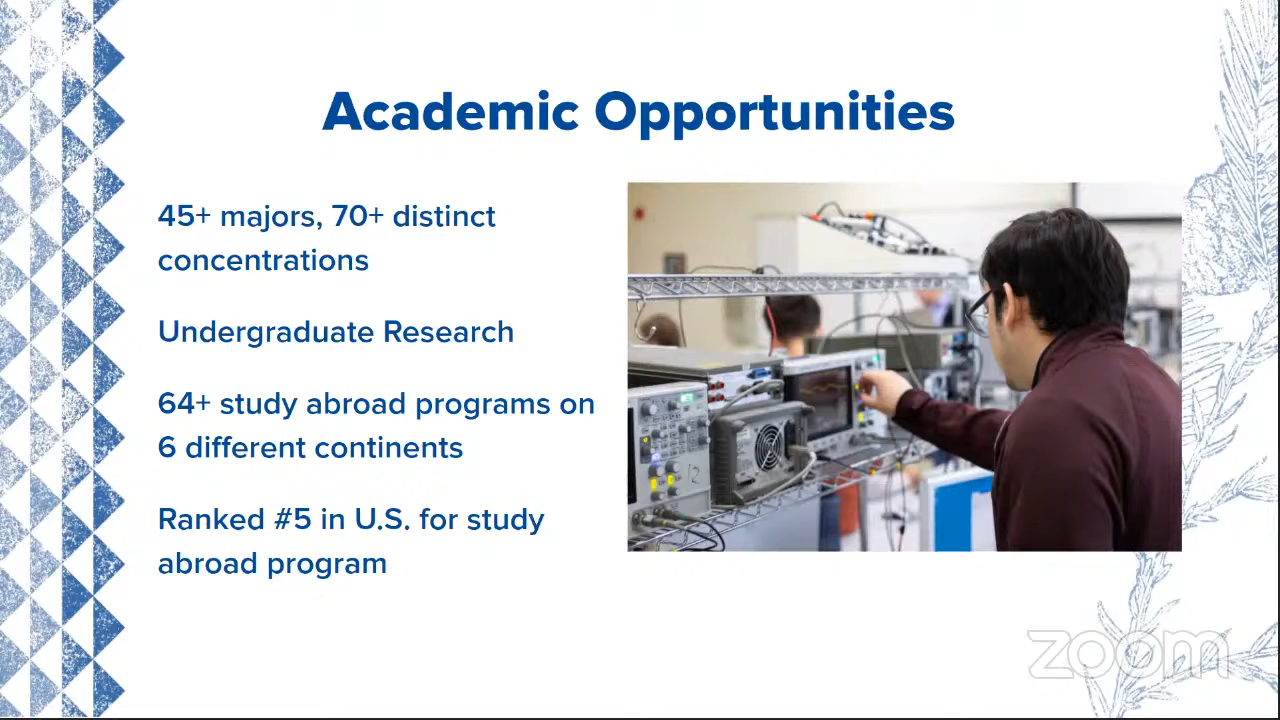 Academic Opportunities
45+ majors, 70+ distinct
concentrations
Undergraduate Research
64+ study abroad programs on
6 different continents
Ranked #5 in U.S. for study
abroad program
zoom